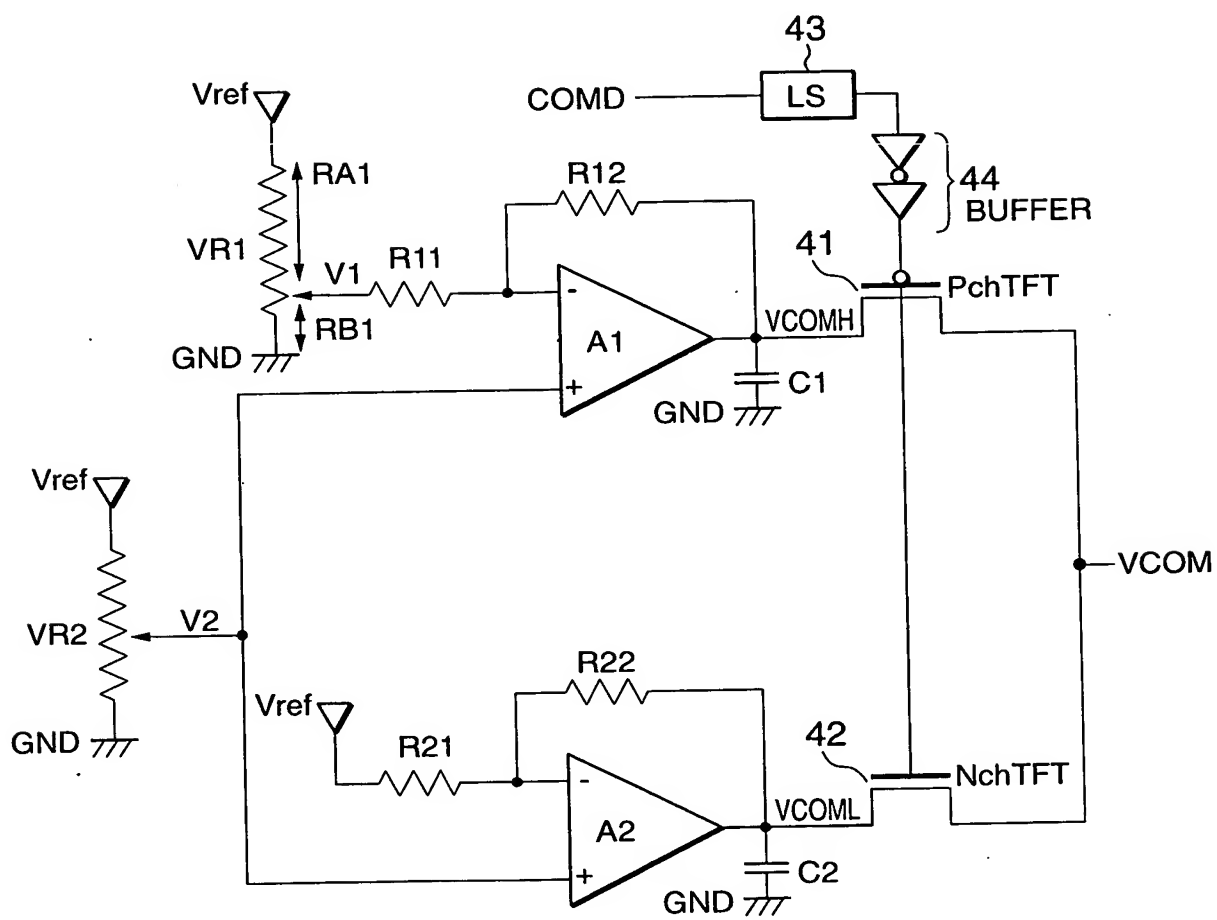 43
COMD
LS
Vref
RA1
R12
44
BUFFER
VR1
V1
R11
41
PchTFT
-
VCOMH
RB1
A1
GND
+
C1
GND
Vref
VCOM
V2
VR2
R22
Vref
GND
R21
42
NchTFT
-
VCOML
A2
+
C2
GND